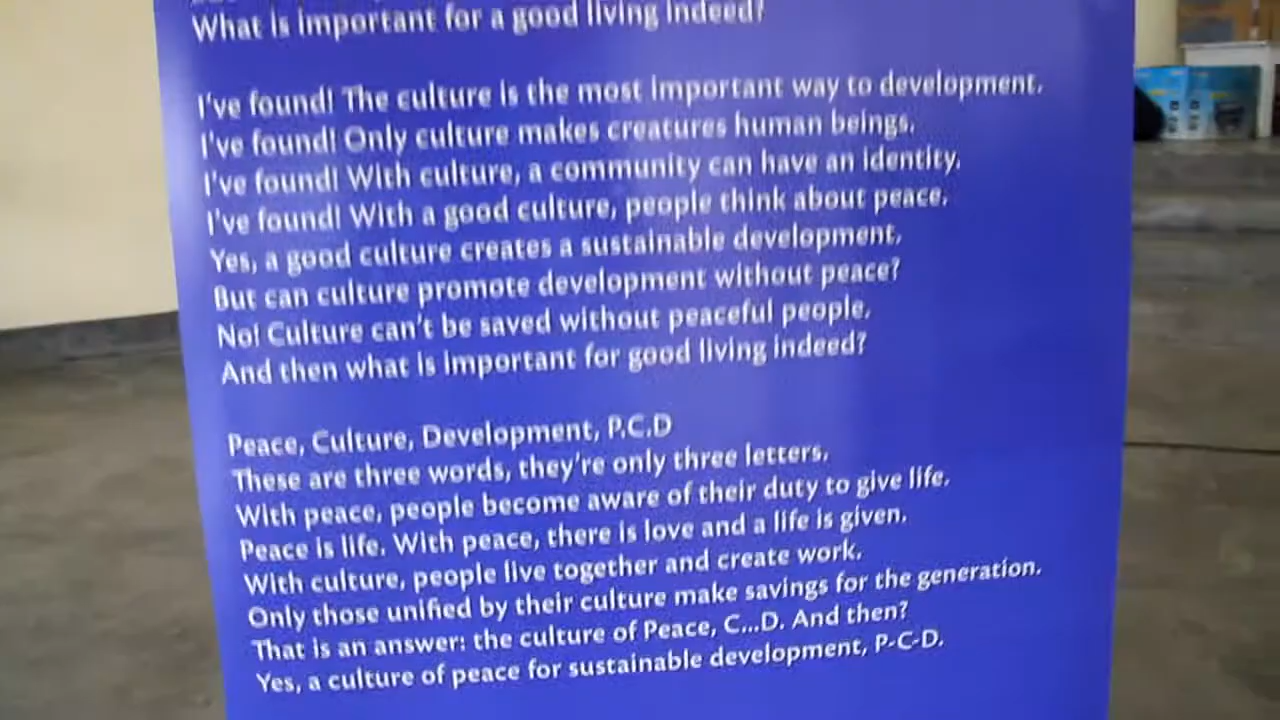 What is important for a good living indeed?
I've found! The culture is the most important way to development.
I've found! Only culture makes creatures human beings.
I've found! With culture, a community can have an identity.
I've found! With a good culture, people think about peace.
Yes, a good culture creates a sustainable development.
But can culture promote development without peace?
No! Culture can't be saved without peaceful people.
And then what is important for good living indeed?
Peace, Culture, Development, P.C.D
These are three words, they're only three letters.
With peace, people become aware of their duty to give life.
Peace is life. With peace, there is love and a life is given.
With culture, people live together and create work.
Only those unified by their culture make savings for the generation.
That is an answer: the culture of Peace, C...D. And then?
Yes, a culture of peace for sustainable development, P-C-D.